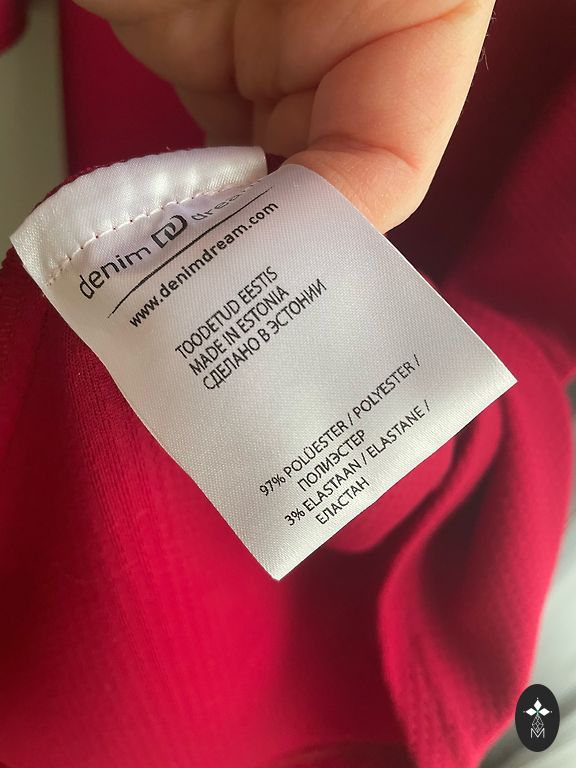 denim DD dream
www.denimdream.com
TOODETUD EESTIS
MADE IN ESTONIA
СДЕЛАНО В ЭСТОНИИ
97% POLÜESTER / POLYESTER /
ПОЛИЭСТЕР
3% ELASTAAN / ELASTANE /
ЕЛАСТАН
M